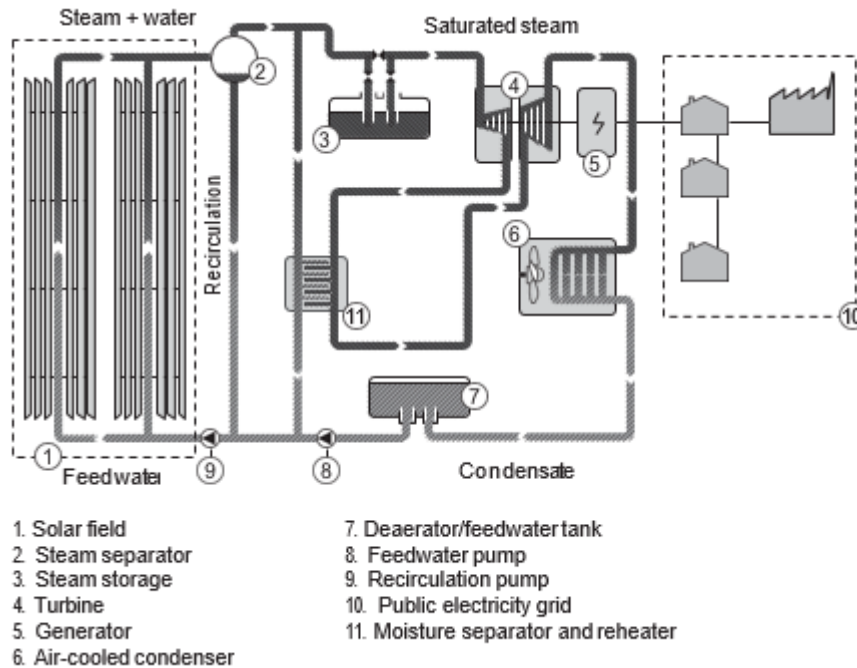 Steam + water
Saturated steam
2
4
3
5
Recirculation
6
11
10
7
1
9
8
Feedwater
Condensate
1. Solar field
2. Steam separator
3. Steam storage
4. Turbine
5. Generator
6. Air-cooled condenser
7. Deaerator/feedwater tank
8. Feedwater pump
9. Recirculation pump
10. Public electricity grid
11. Moisture separator and reheater